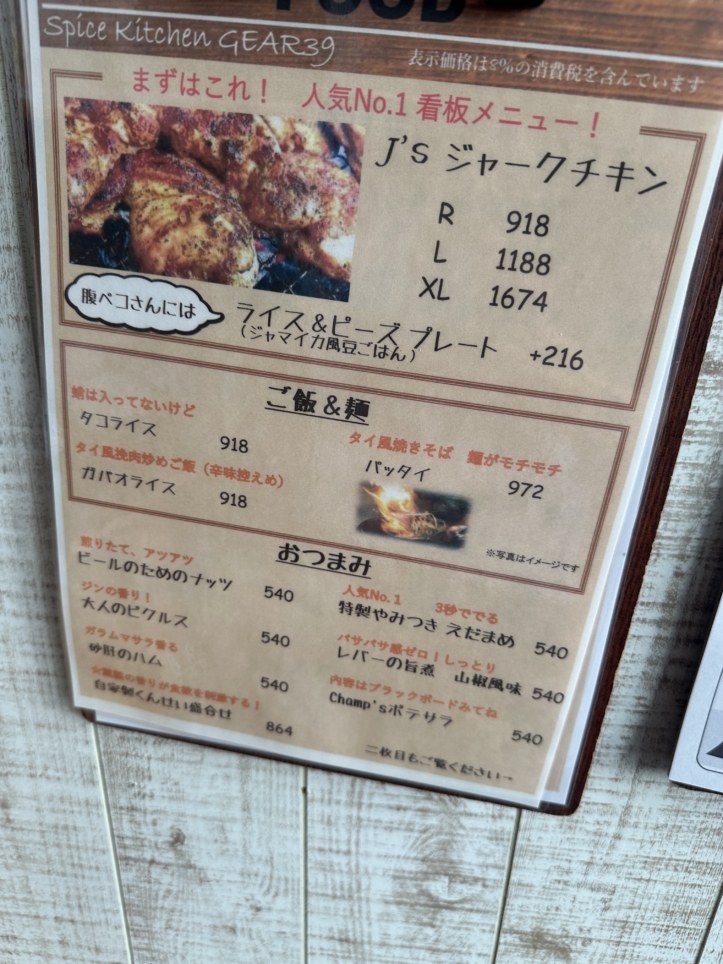 FOOD
Spice Kitchen GEAR39
表示価格は8%の消費税を含んでいます
まずはこれ！ 人気No.1 看板メニュー！
J'S ジャークチキン
R 918
L 1188
XL 1674
腹ペコさんには
ライス＆ピーズ プレート +216
(ジャマイカ風豆ごはん)
ご飯＆麺
蛸は入ってないけど
タコライス 918
タイ風挽肉炒めご飯（辛味控えめ）
ガパオライス 918
タイ風焼きそば 麺がモチモチ
パッタイ 972
※写真はイメージです
おつまみ
煎りたて、アツアツ
ビールのためのナッツ 540
ジンの香り！
大人のピクルス 540
ガラムマサラ香る
砂肝のハム 540
の香りが食欲を刺激する！
自家製くんせい盛合せ 864
人気No.1 3秒ででる
特製やみつき えだまめ 540
パサパサ感ゼロ！しっとり
レバーの旨煮 山椒風味 540
内容はブラックボードみてね
Champ'sポテサラ 540
二枚目もご覧ください→